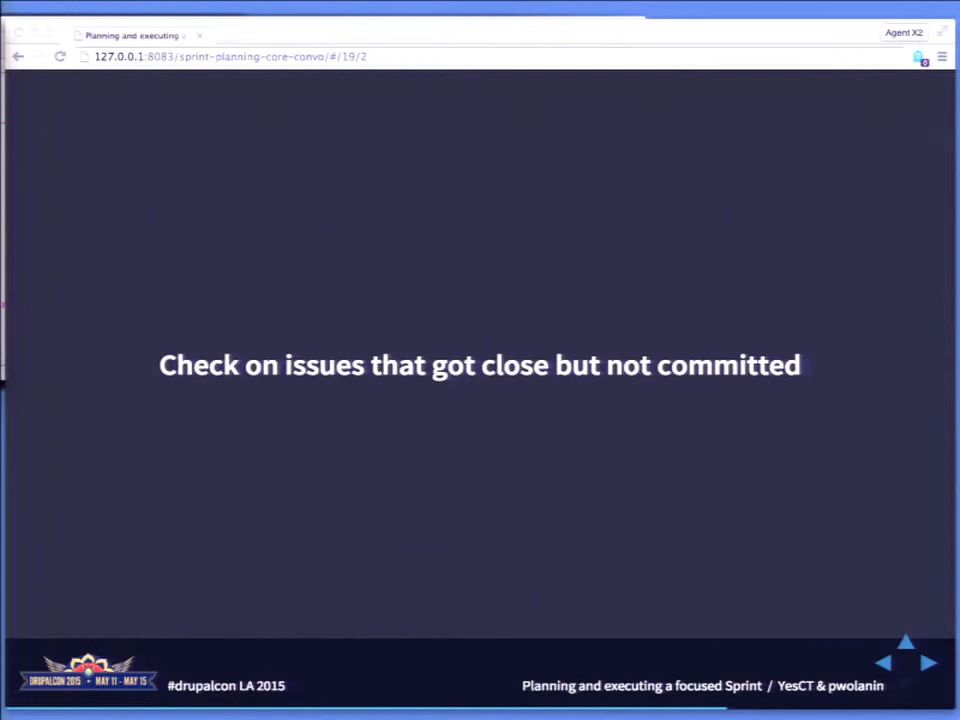 Planning and executing a
Agent X2
127.0.0.1:8083/sprint-planning-core-convo/#/19/2
Check on issues that got close but not committed
DRUPALCON 2015 • MAY 11 - MAY 15
#drupalcon LA 2015
Planning and executing a focused Sprint / YesCT & pwolanin